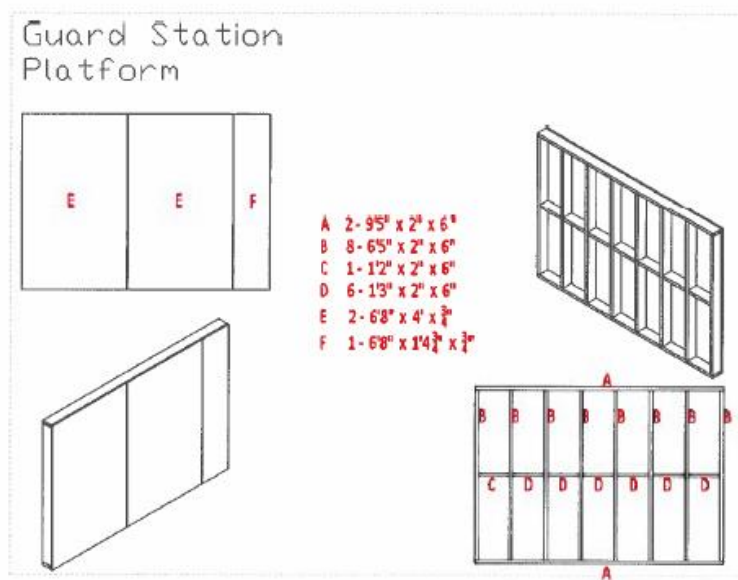 Guard Station
Platform
E E F
A 2 - 9'5" x 2" x 6"
B 8 - 6'5" x 2" x 6"
C 1 - 1'2" x 2" x 6"
D 6 - 1'3" x 2" x 6"
E 2 - 6'8" x 4' x 3/4"
F 1 - 6'8" x 1'4 3/4" x 3/4"
A
B B B B B B B B
C D D D D D D
A